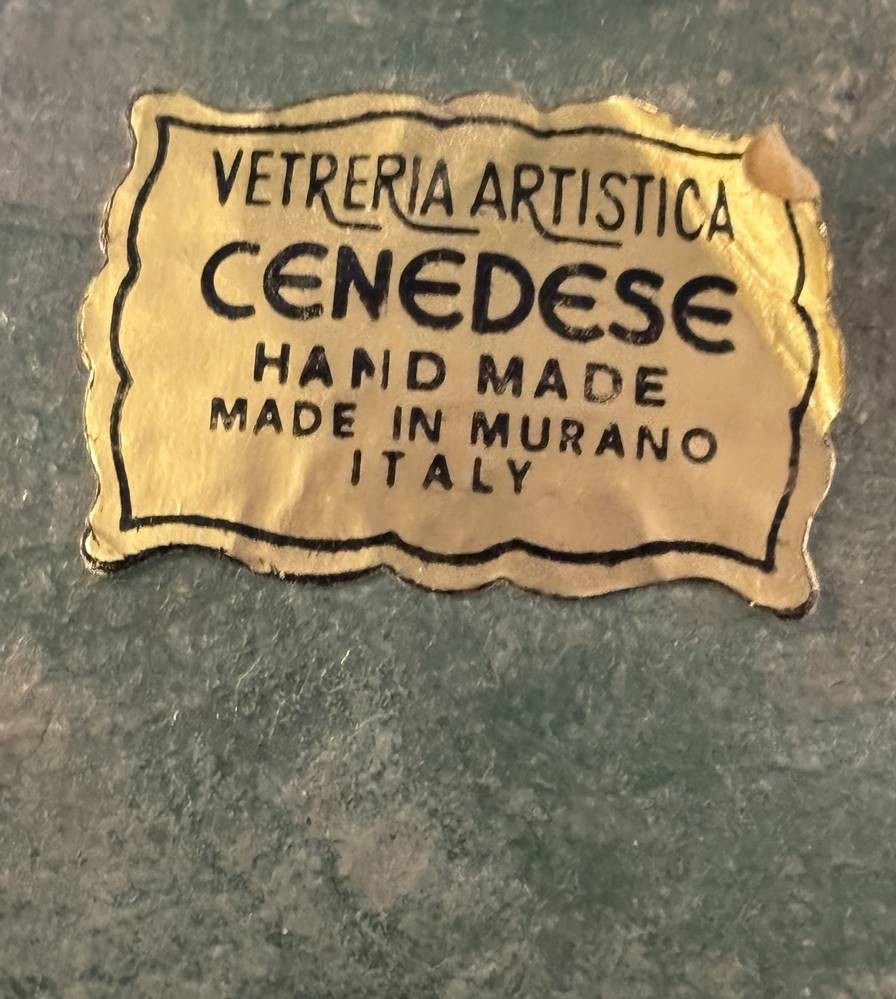 VETRERIA ARTISTICA
CENEDESE
HAND MADE
MADE IN MURANO
ITALY